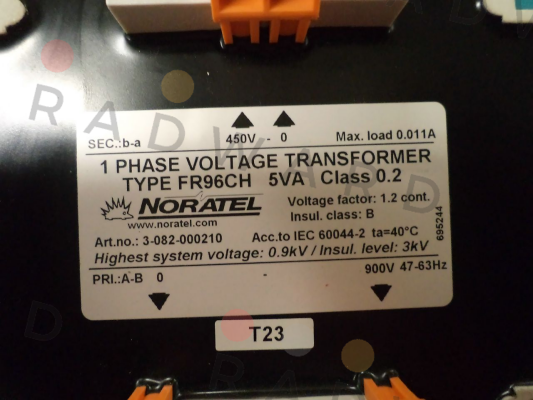 SEC.:b-a 450V - 0 Max. load 0.011A
1 PHASE VOLTAGE TRANSFORMER
TYPE FR96CH 5VA Class 0.2
NORATEL
www.noratel.com
Voltage factor: 1.2 cont.
Insul. class: B
695244
Art.no.: 3-082-000210 Acc.to IEC 60044-2 ta=40°C
Highest system voltage: 0.9kV / Insul. level: 3kV
PRI.:A-B 0 - 900V 47-63Hz
T23
RADWARD